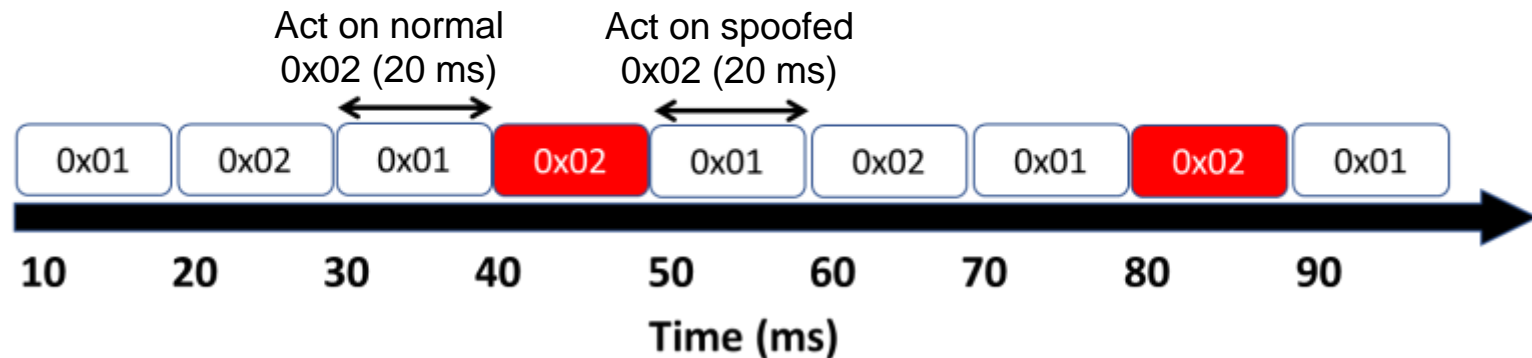 Act on normal
0x02 (20 ms)
Act on spoofed
0x02 (20 ms)
0x01 0x02 0x01 0x02 0x01 0x02 0x01 0x02 0x01
10 20 30 40 50 60 70 80 90
Time (ms)